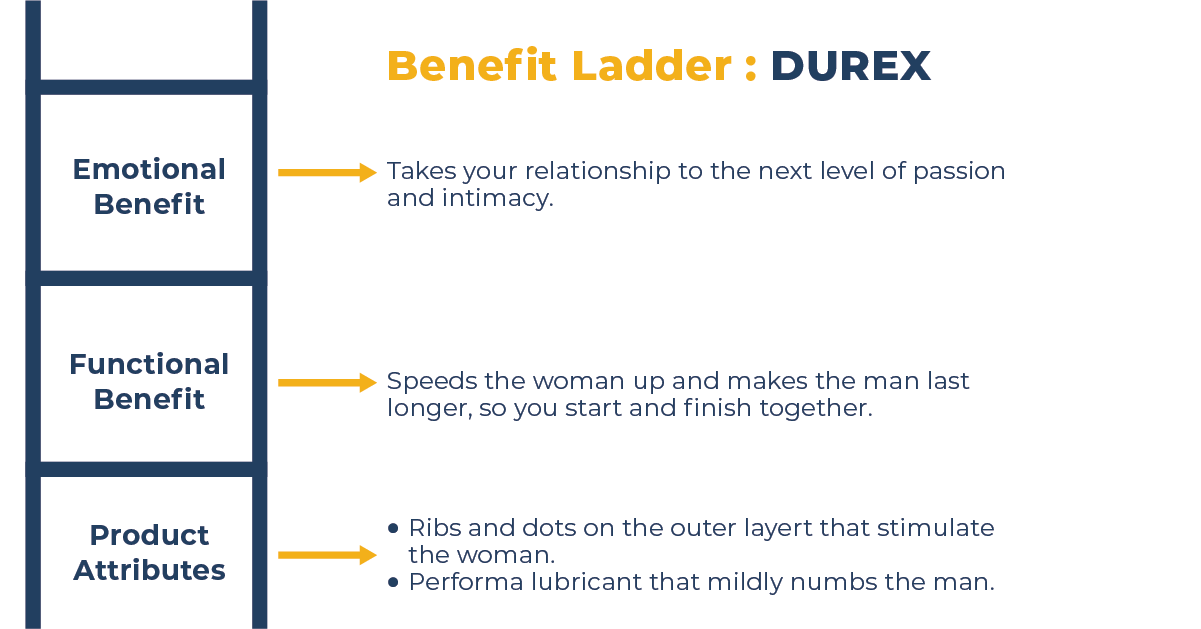 Benefit Ladder : DUREX
Emotional
Benefit
Takes your relationship to the next level of passion
and intimacy.
Functional
Benefit
Speeds the woman up and makes the man last
longer, so you start and finish together.
Product
Attributes
• Ribs and dots on the outer layert that stimulate
the woman.
• Performa lubricant that mildly numbs the man.